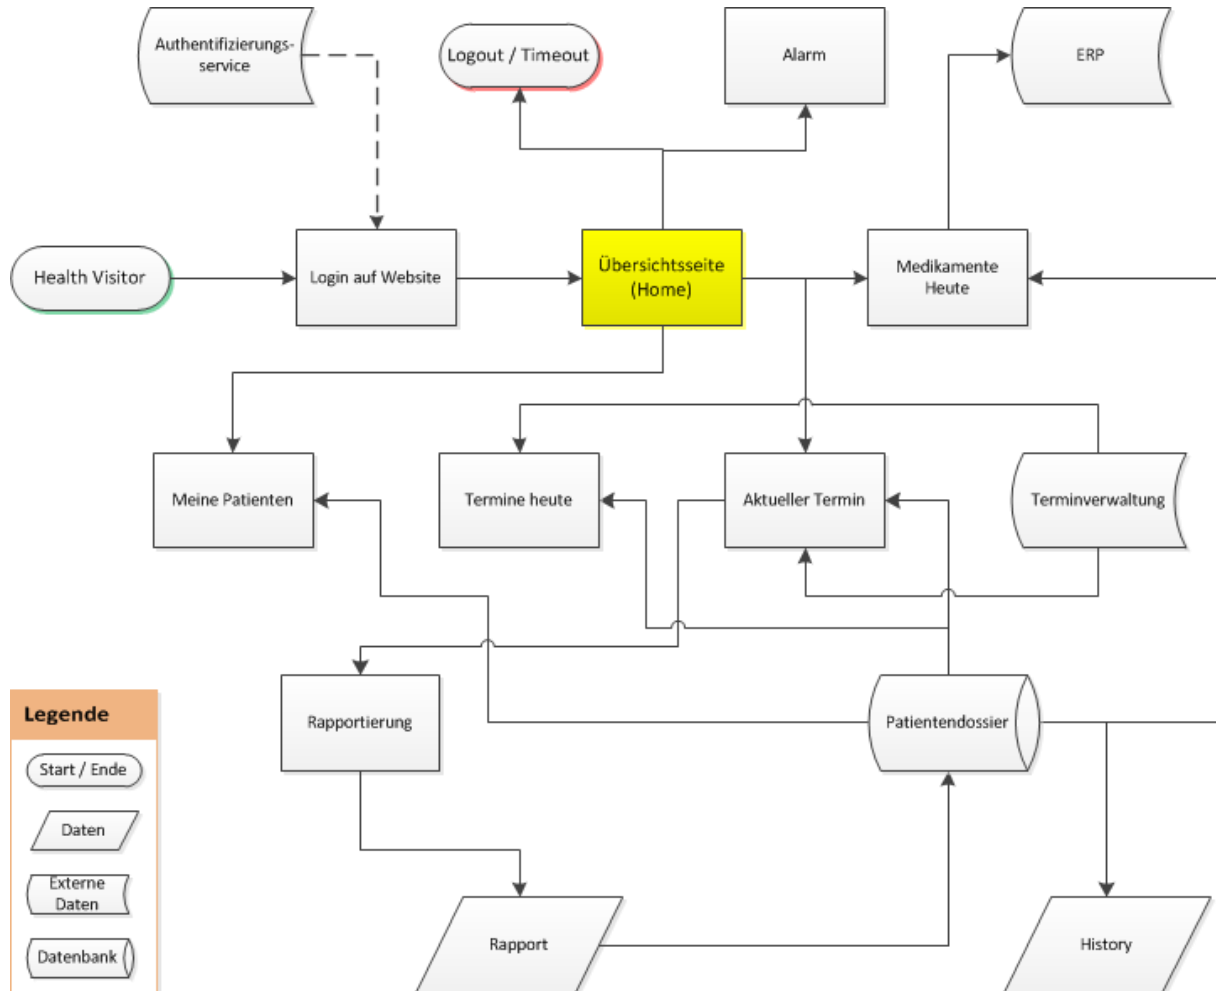 Authentifizierungs-
service
Logout / Timeout
Alarm
ERP
Health Visitor
Login auf Website
Übersichtsseite
(Home)
Medikamente
Heute
Meine Patienten
Termine heute
Aktueller Termin
Terminverwaltung
Rapportierung
Patientendossier
Legende
Start / Ende
Daten
Externe
Daten
Datenbank
Rapport
History